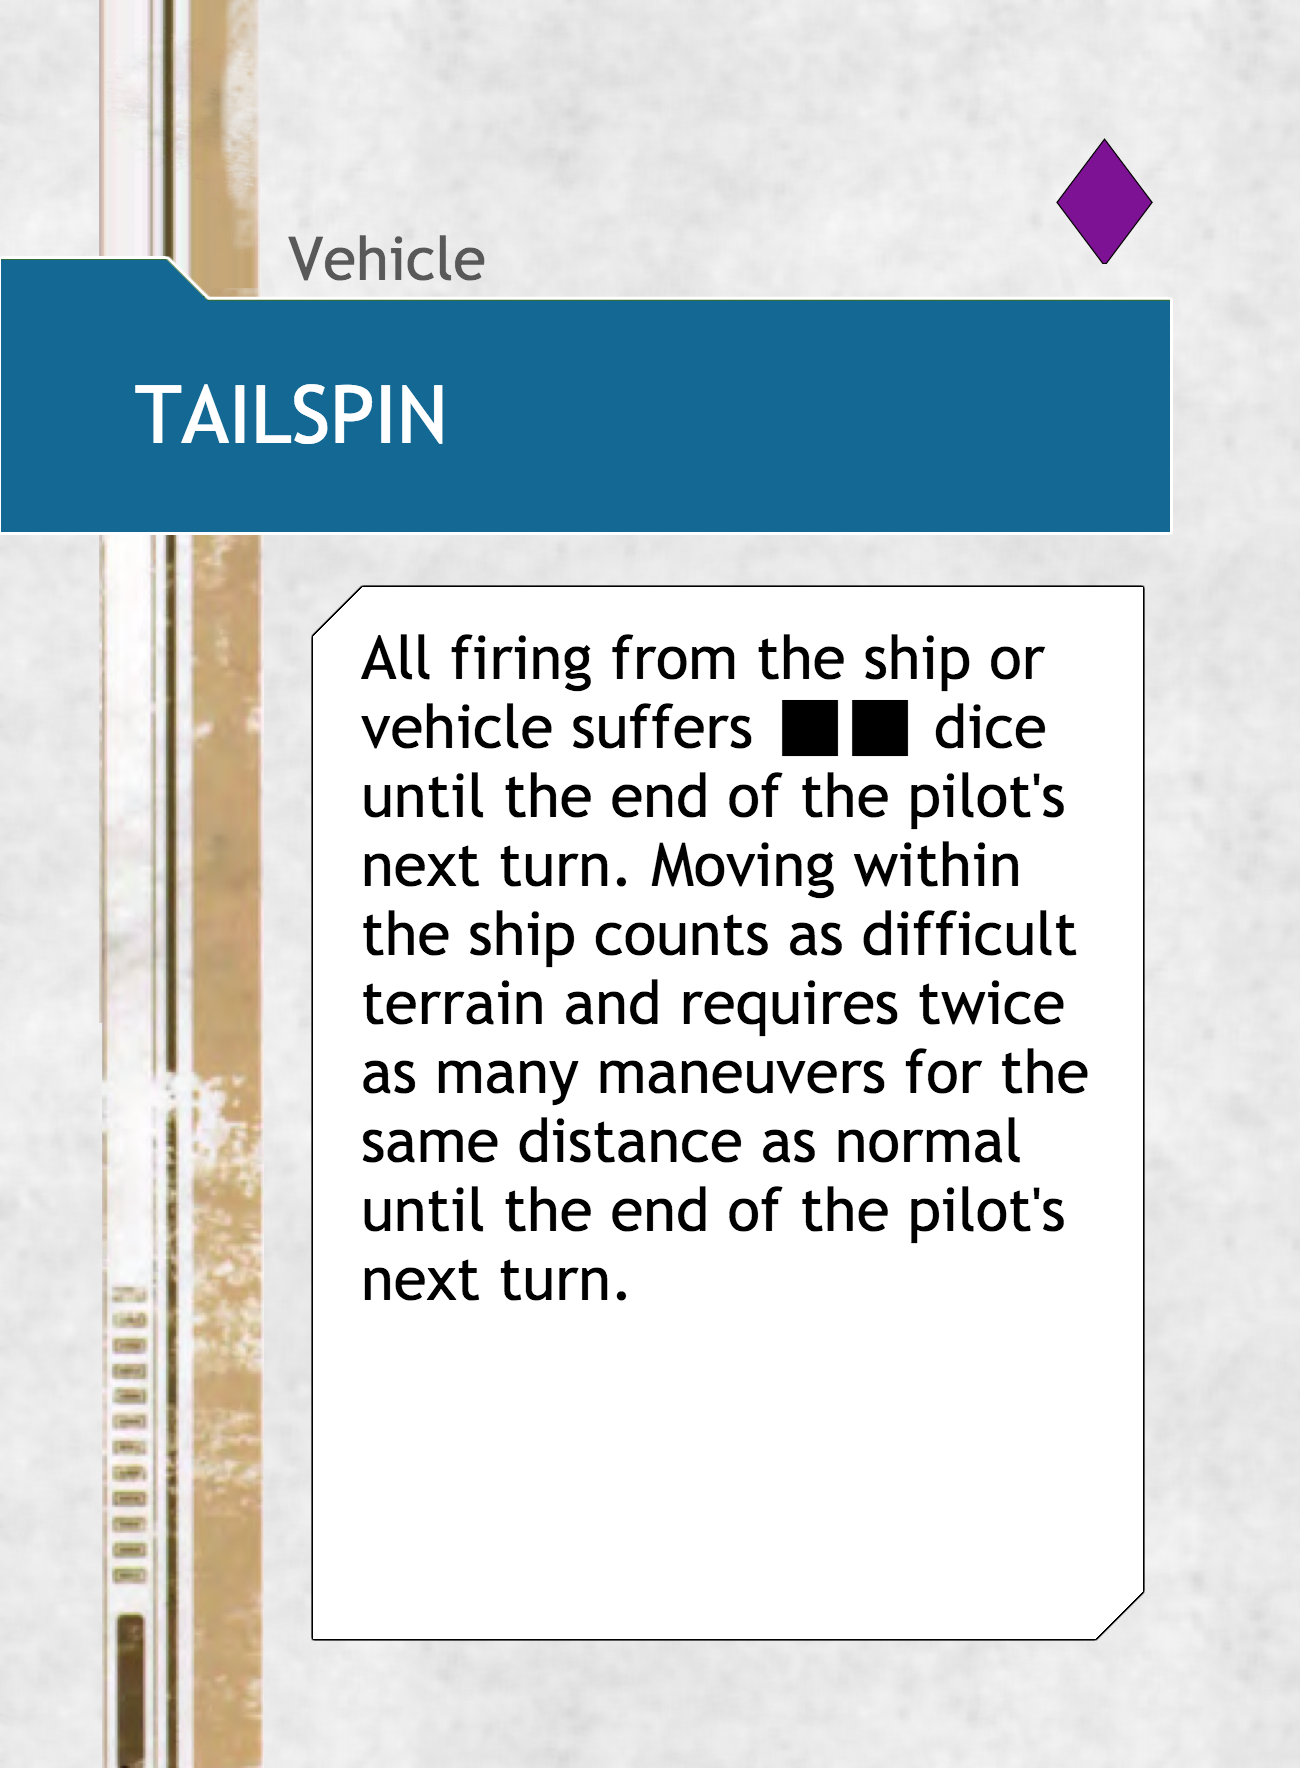 Vehicle
TAILSPIN
All firing from the ship or
vehicle suffers ■■ dice
until the end of the pilot's
next turn. Moving within
the ship counts as difficult
terrain and requires twice
as many maneuvers for the
same distance as normal
until the end of the pilot's
next turn.